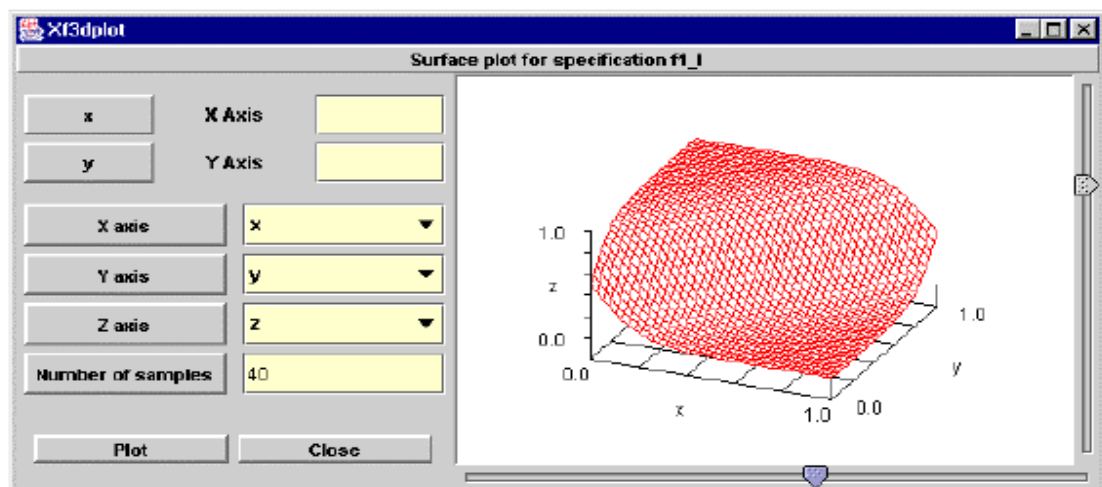 Xf3dplot
Surface plot for specification f1_l
x X Axis
y Y Axis
X axis x
Y axis y
Z axis z
Number of samples 40
Plot Close
1.0
z
0.0
0.0
x
1.0
0.0
y
1.0